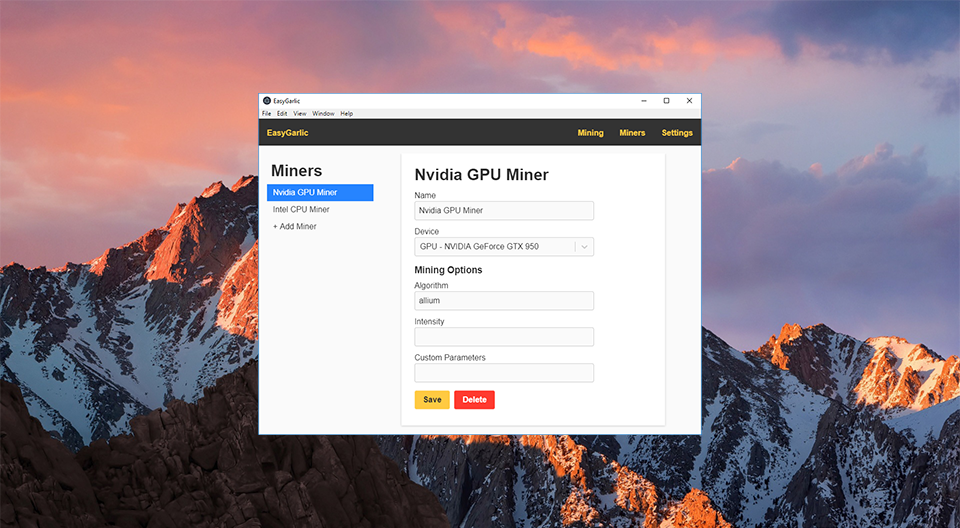 EasyGarlic
File Edit View Window Help
EasyGarlic Mining Miners Settings
Miners
Nvidia GPU Miner
Intel CPU Miner
+ Add Miner
Nvidia GPU Miner
Name
Nvidia GPU Miner
Device
GPU - NVIDIA GeForce GTX 950
Mining Options
Algorithm
allium
Intensity
Custom Parameters
Save Delete